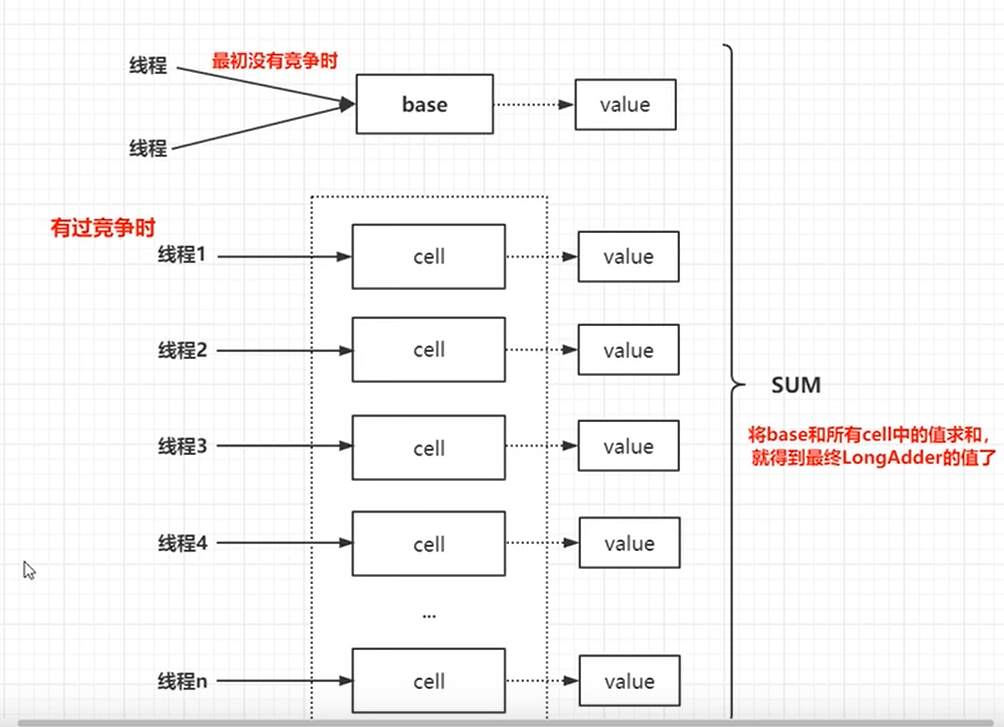 线程
最初没有竞争时
base
value
线程
有过竞争时
线程1
cell
value
线程2
cell
value
SUM
将base和所有cell中的值求和,
就得到最终LongAdder的值了
线程3
cell
value
线程4
cell
value
...
线程n
cell
value